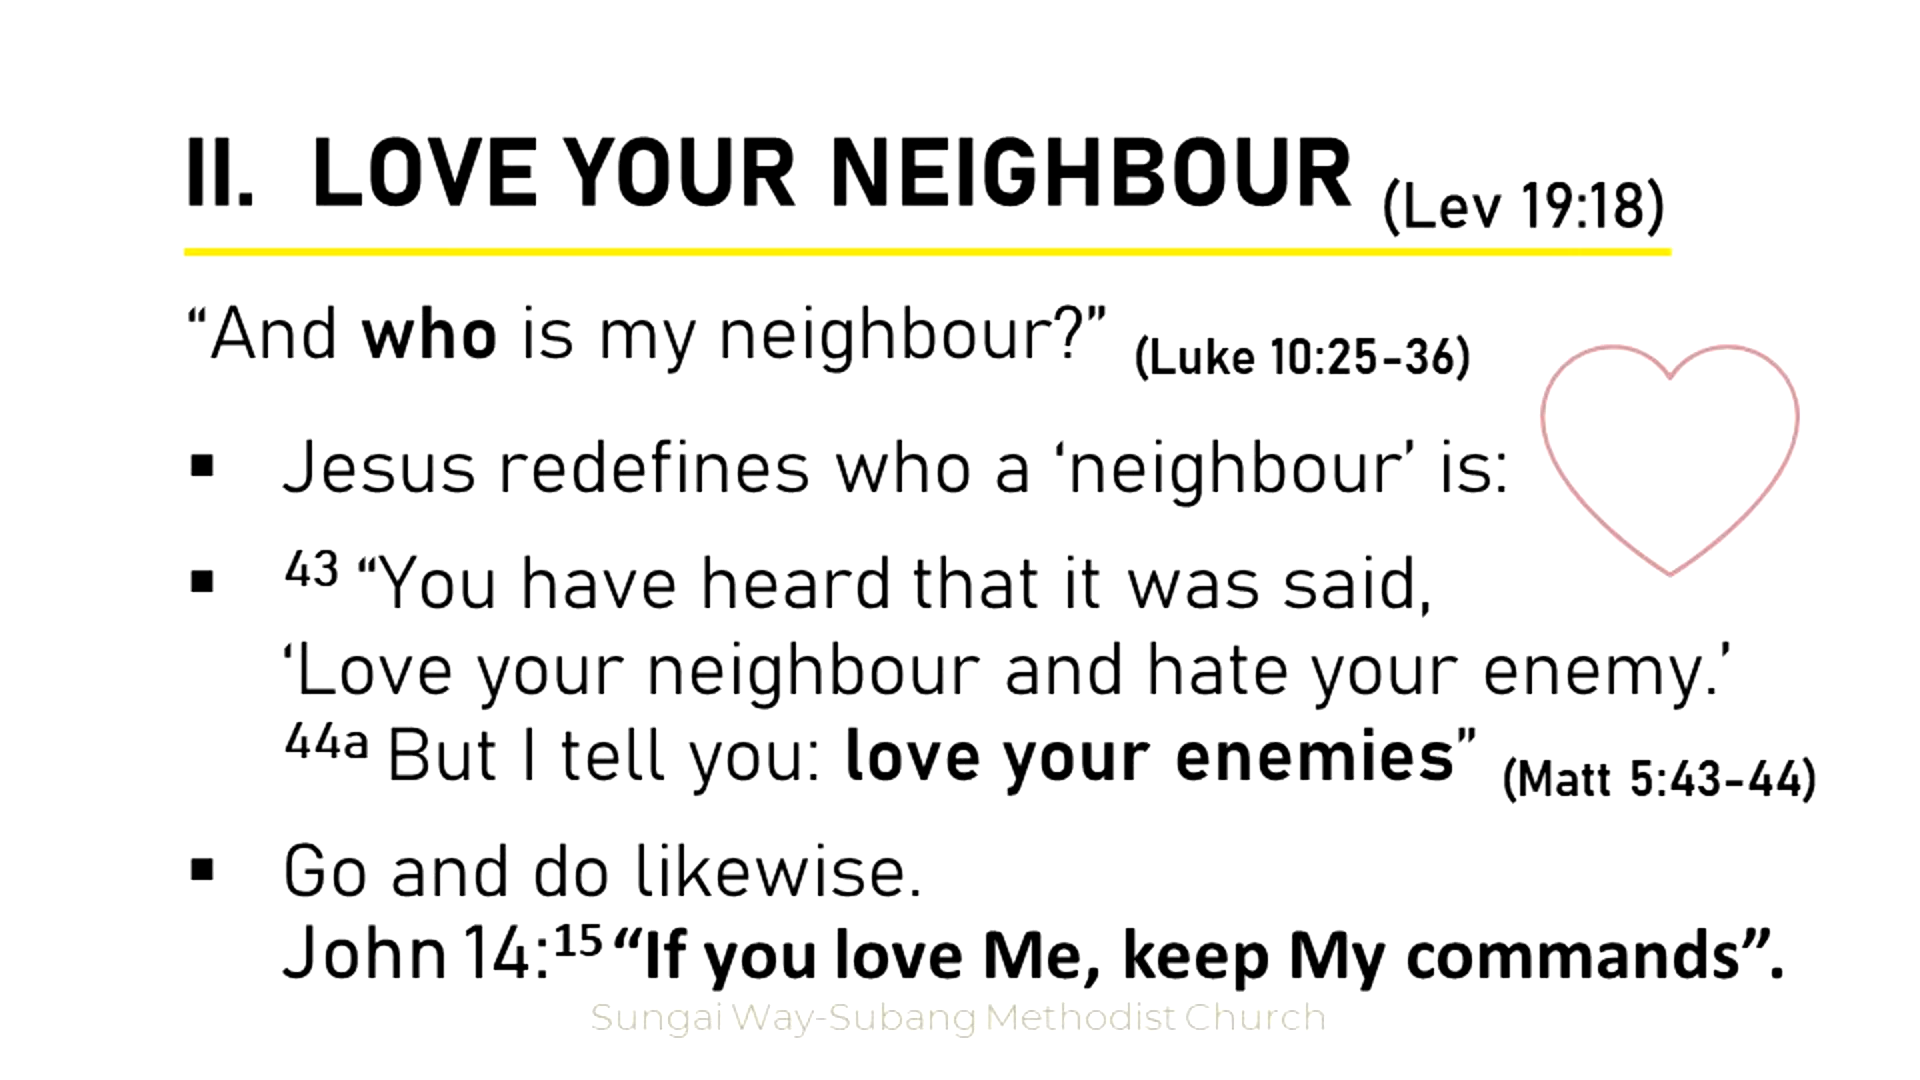 II. LOVE YOUR NEIGHBOUR (Lev 19:18)
“And who is my neighbour?” (Luke 10:25-36)
▪ Jesus redefines who a ‘neighbour’ is:
▪ 43 “You have heard that it was said,
‘Love your neighbour and hate your enemy.’
44a But I tell you: love your enemies” (Matt 5:43-44)
▪ Go and do likewise.
John 14:15 “If you love Me, keep My commands”.
Sungai Way-Subang Methodist Church